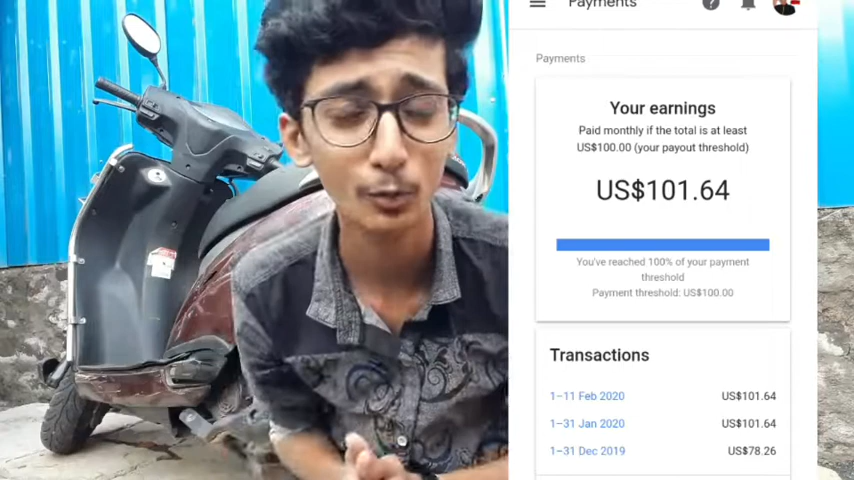 Payments
Payments
Your earnings
Paid monthly if the total is at least
US$100.00 (your payout threshold)
US$101.64
You've reached 100% of your payment
threshold
Payment threshold: US$100.00
Transactions
1–11 Feb 2020 US$101.64
1–31 Jan 2020 US$101.64
1–31 Dec 2019 US$78.26